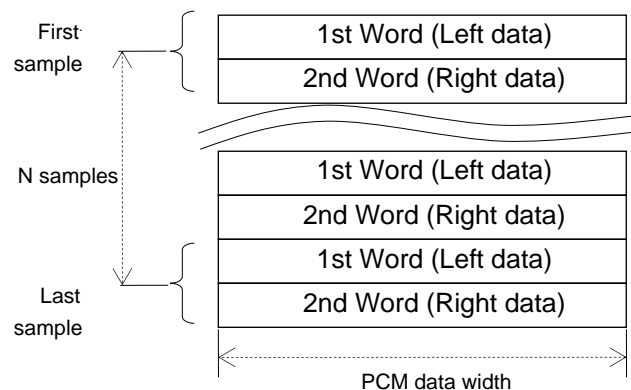 First
sample
1st Word (Left data)
2nd Word (Right data)
N samples
1st Word (Left data)
2nd Word (Right data)
1st Word (Left data)
2nd Word (Right data)
Last
sample
PCM data width